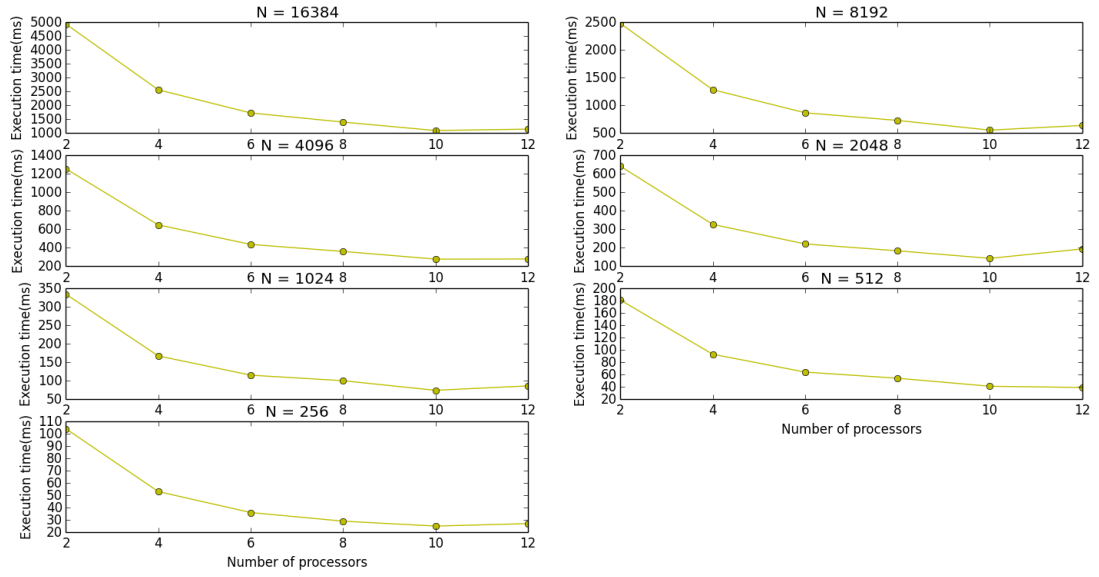 N = 16384
Execution time(ms)
5000
4500
4000
3500
3000
2500
2000
1500
1000
2 4 6 8 10 12
N = 8192
Execution time(ms)
2500
2000
1500
1000
500
2 4 6 8 10 12
N = 4096
Execution time(ms)
1400
1200
1000
800
600
400
200
2 4 6 8 10 12
N = 2048
Execution time(ms)
700
600
500
400
300
200
100
2 4 6 8 10 12
N = 1024
Execution time(ms)
350
300
250
200
150
100
50
2 4 6 8 10 12
N = 512
Execution time(ms)
200
180
160
140
120
100
80
60
40
20
2 4 6 8 10 12
Number of processors
N = 256
Execution time(ms)
110
100
90
80
70
60
50
40
30
20
2 4 6 8 10 12
Number of processors